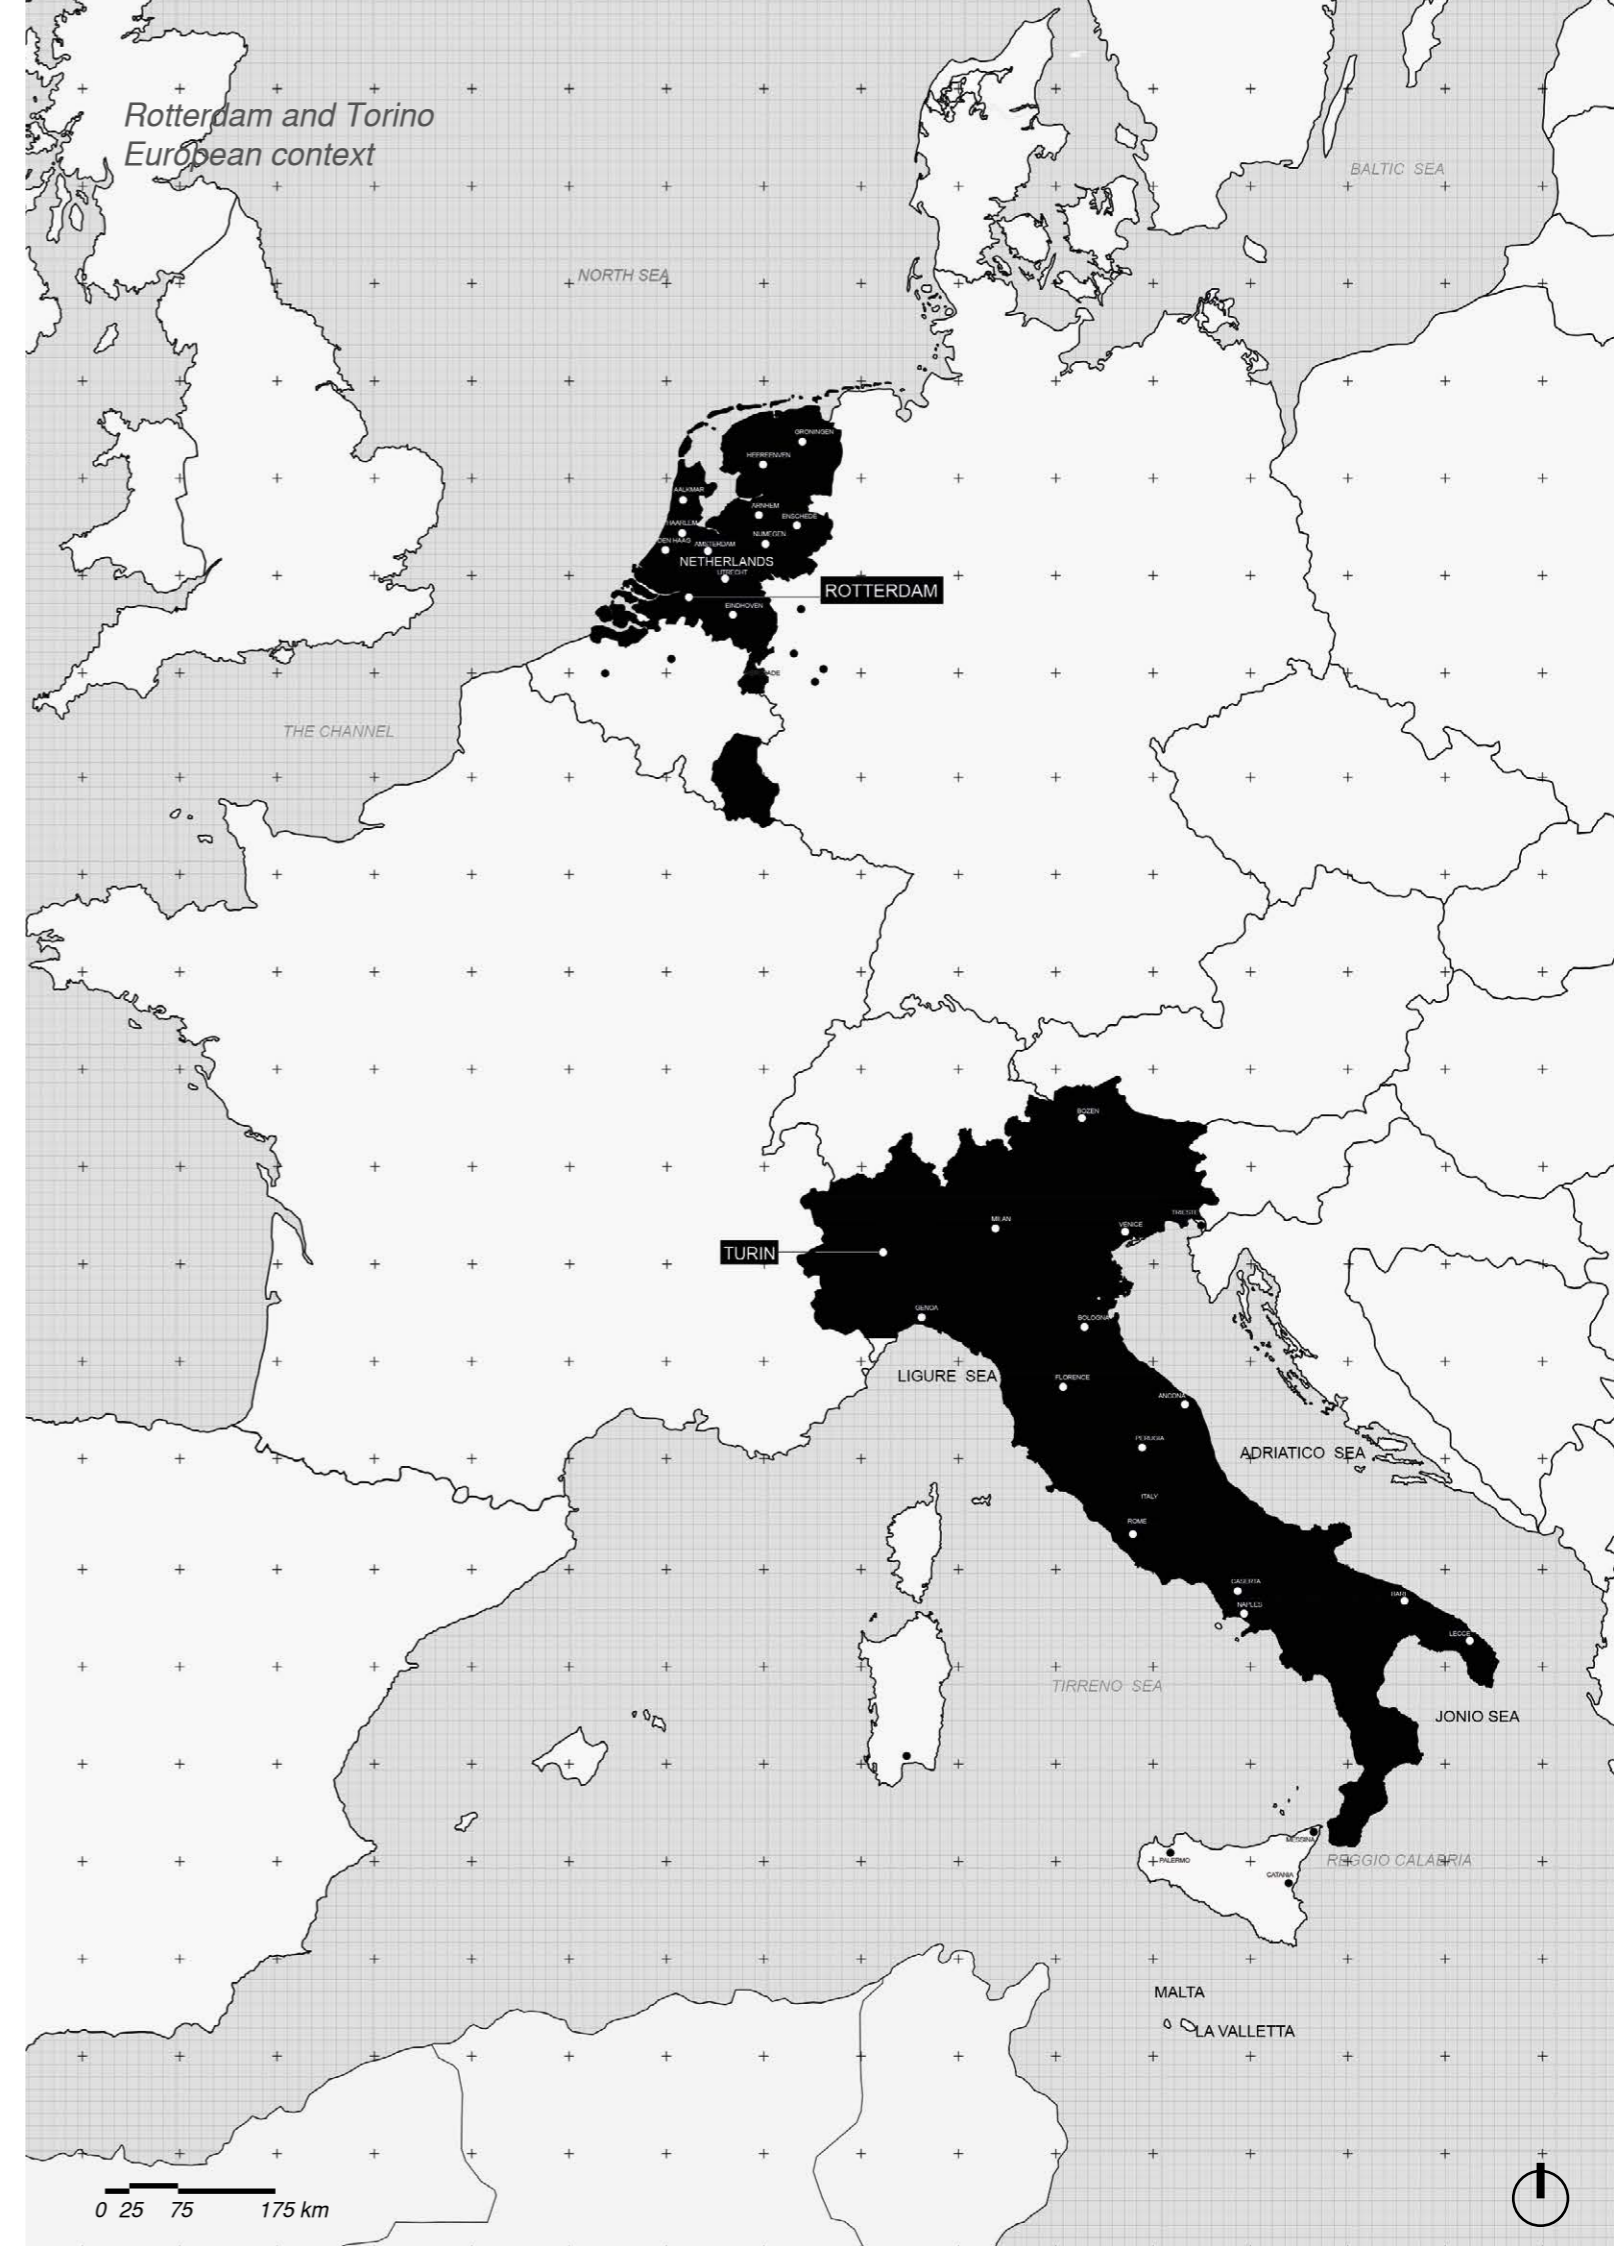 Rotterdam and Torino
European context
BALTIC SEA
NORTH SEA
GRONINGEN
HEEREENVEN
AALKMAR
ARNHEM
ENSCHEDE
HAARLEM
NIJMEGEN
DEN HAAG
AMSTERDAM
NETHERLANDS
UTRECHT
ROTTERDAM
EINDHOVEN
THE CHANNEL
BOZEN
TRIESTE
MILAN
VENICE
TURIN
GENOA
BOLOGNA
LIGURE SEA
FLORENCE
ANCONA
PERUGIA
ADRIATICO SEA
ITALY
ROME
CASERTA
NAPLES
BARI
LECCE
TIRRENO SEA
JONIO SEA
MESSINA
PALERMO
REGGIO CALABRIA
CATANIA
MALTA
LA VALLETTA
0 25 75 175 km